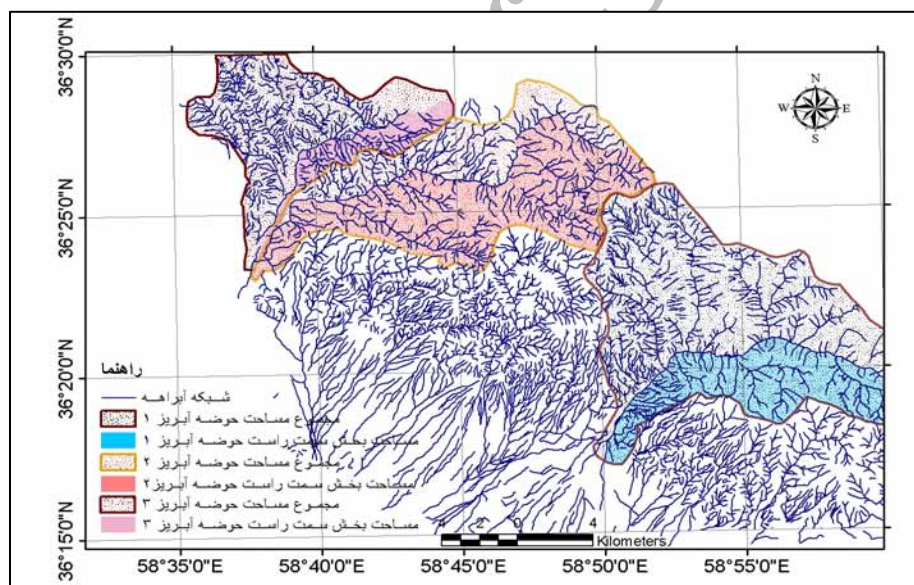 36°30'0"N
36°25'0"N
36°20'0"N
36°15'0"N
N
W E
S
راهنما
شبکه آبراهه
مجموع مساحت حوضه آبریز ۱
مساحت بخش سمت راست حوضه آبریز ۱
مجموع مساحت حوضه آبریز ۲
مساحت بخش سمت راست حوضه آبریز ۲
مجموع مساحت حوضه آبریز ۳
مساحت بخش سمت راست حوضه آبریز ۳
4 2 0 4
Kilometers
58°35'0"E 58°40'0"E 58°45'0"E 58°50'0"E 58°55'0"E